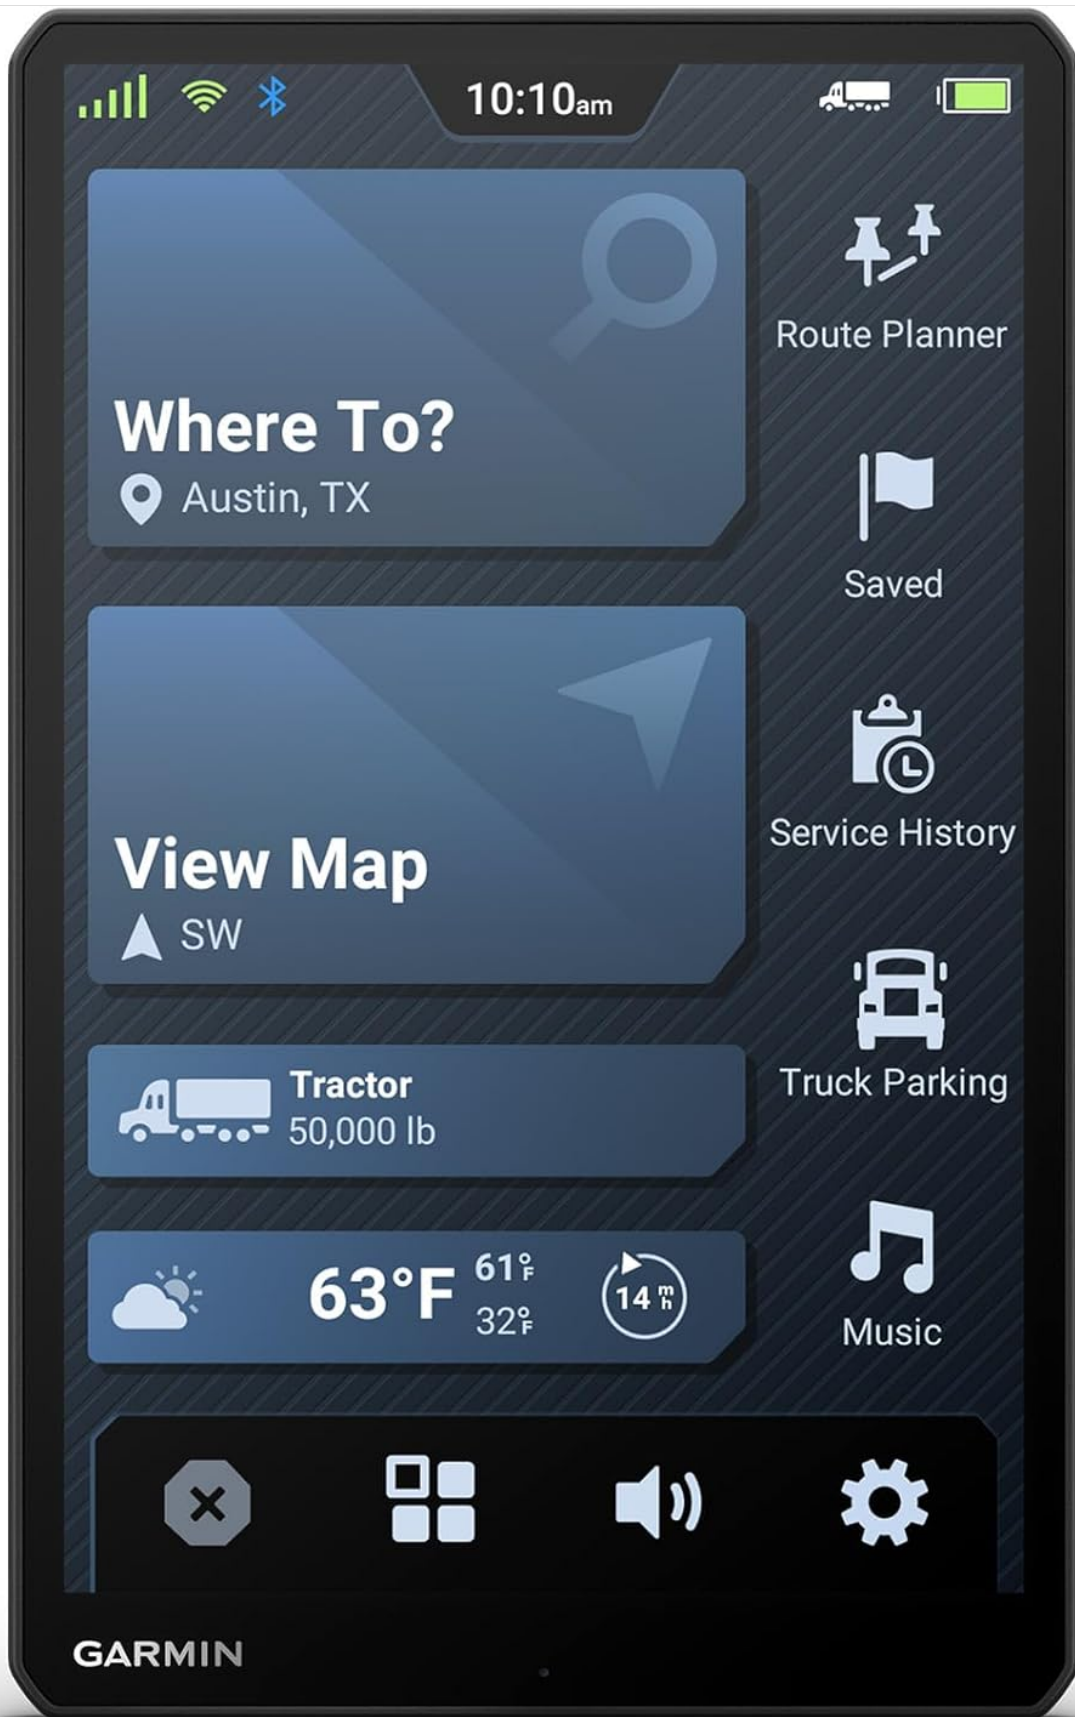 10:10am
Where To?
Austin, TX
Route Planner
Saved
View Map
SW
Service History
Tractor
50,000 lb
Truck Parking
63°F
61°F
32°F
14 mh
Music
GARMIN